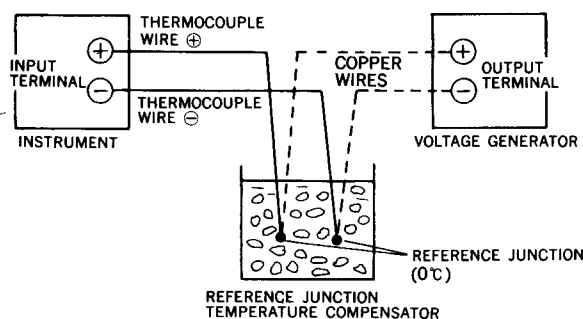 THERMOCOUPLE
WIRE ⊕
INPUT
TERMINAL
⊕
⊖
THERMOCOUPLE
WIRE ⊖
INSTRUMENT
COPPER
WIRES
⊕
⊖
OUTPUT
TERMINAL
VOLTAGE GENERATOR
REFERENCE JUNCTION
(0℃)
REFERENCE JUNCTION
TEMPERATURE COMPENSATOR